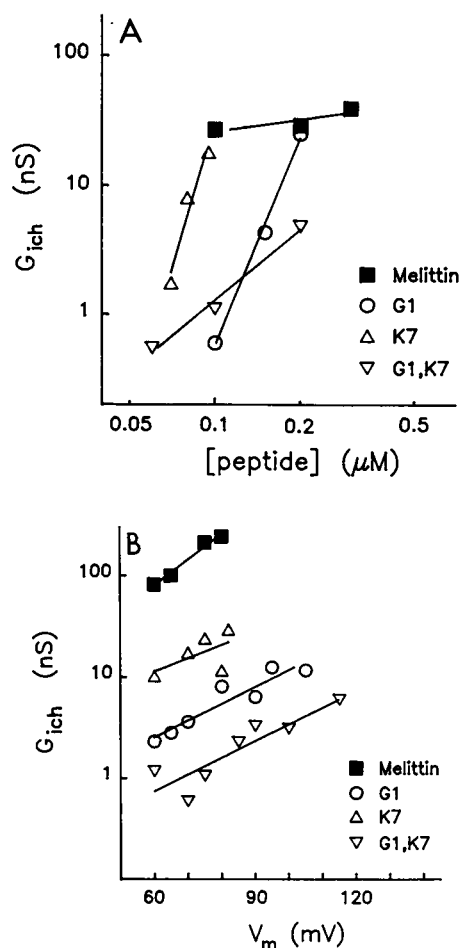 A
100
10
1
G_ich (nS)
■ Melittin
○ G1
△ K7
▽ G1,K7
0.05 0.1 0.2 0.5
[peptide] (μM)
B
100
10
1
G_ich (nS)
■ Melittin
○ G1
△ K7
▽ G1,K7
60 90 120
V_m (mV)